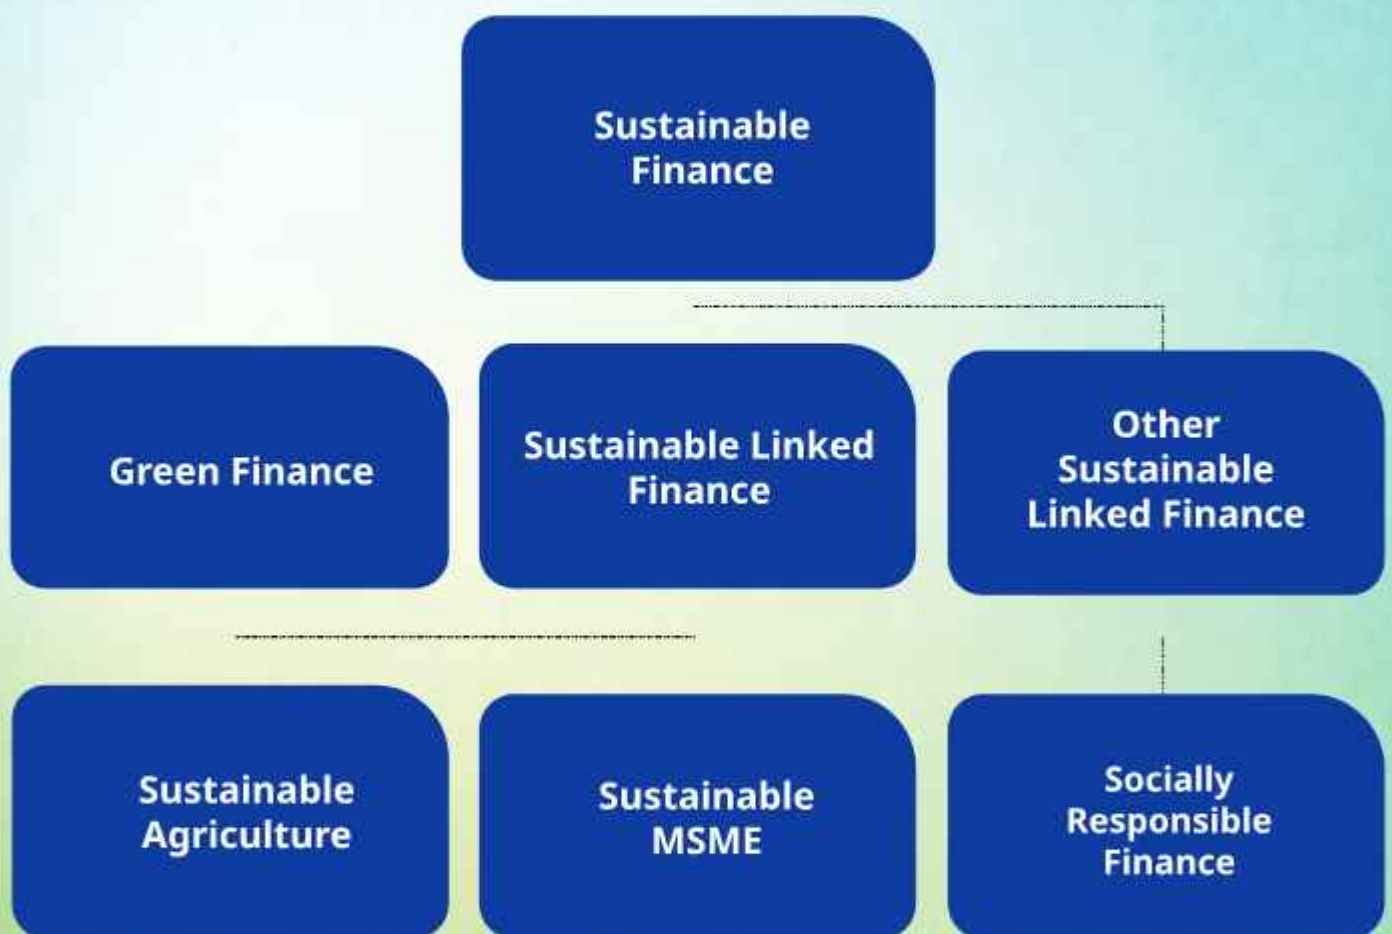 Sustainable
Finance
Green Finance
Sustainable Linked
Finance
Other
Sustainable
Linked Finance
Sustainable
Agriculture
Sustainable
MSME
Socially
Responsible
Finance